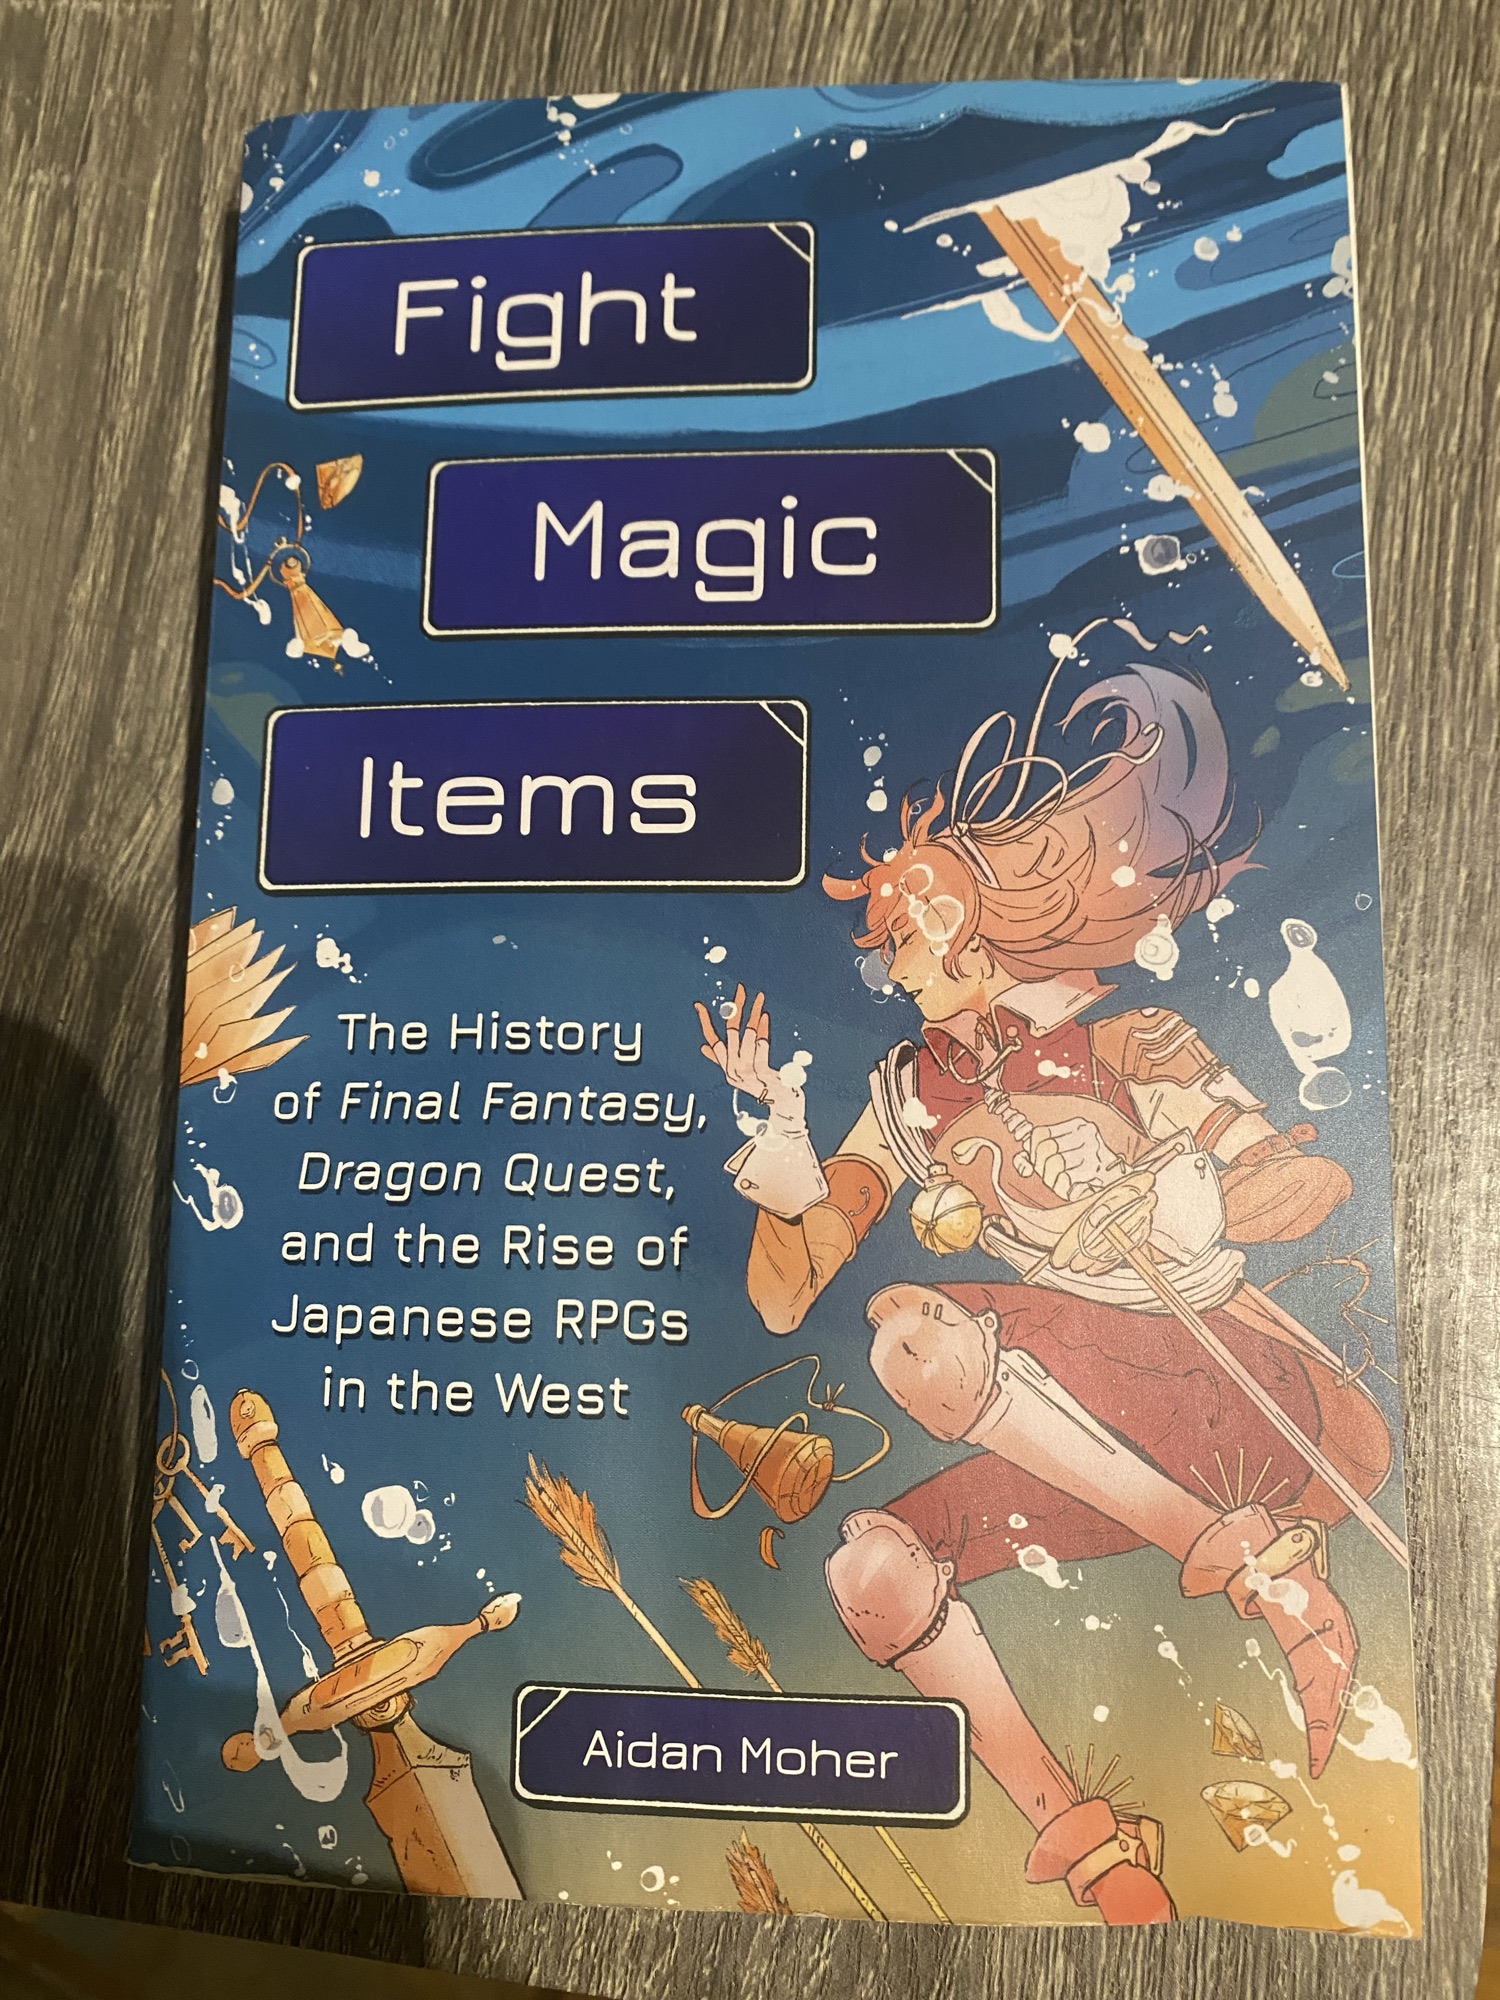 Fight
Magic
Items
The History
of Final Fantasy,
Dragon Quest,
and the Rise of
Japanese RPGs
in the West
Aidan Moher